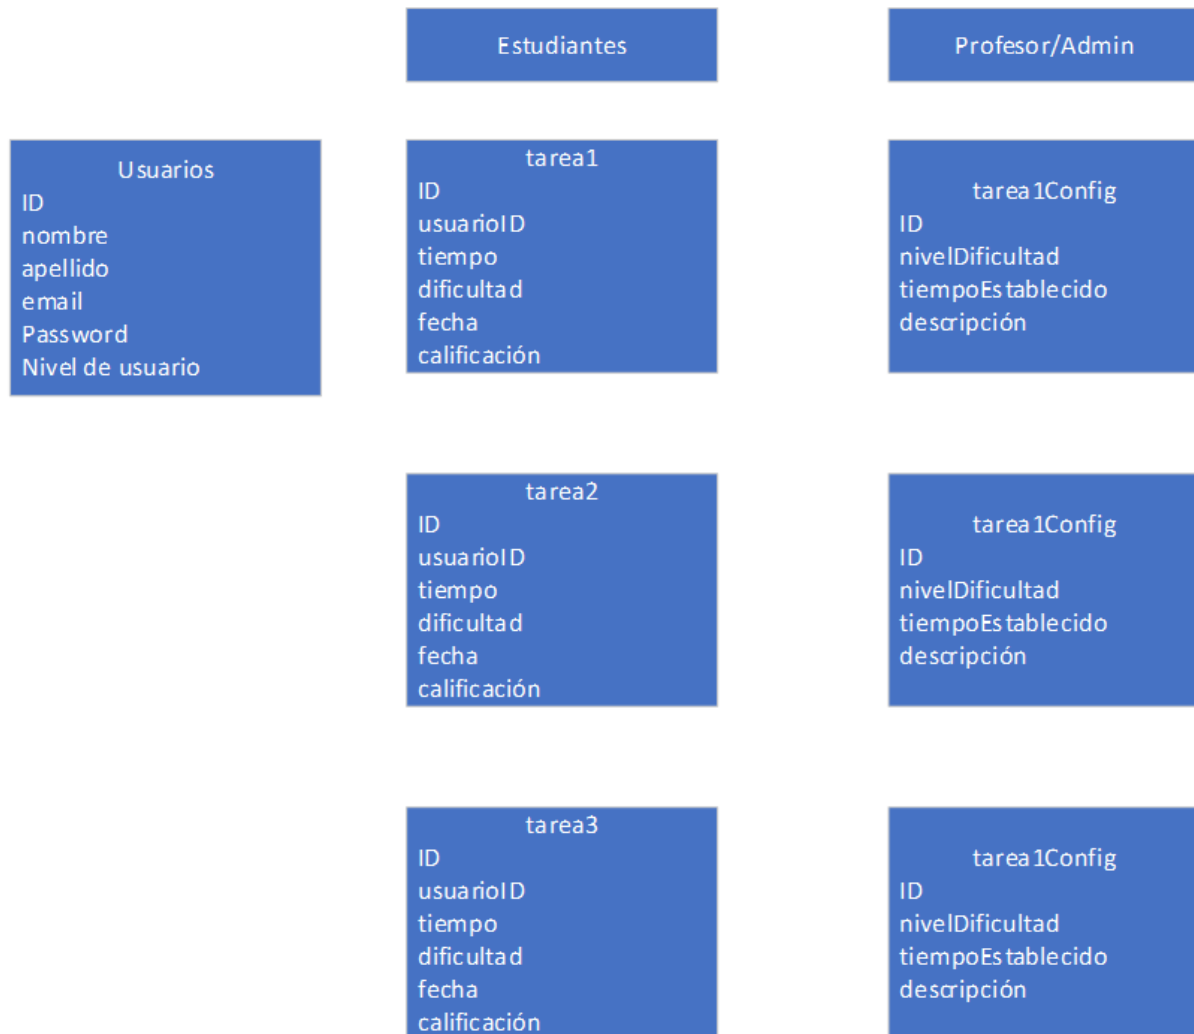 Estudiantes
Profesor/Admin
Usuarios
ID
nombre
apellido
email
Password
Nivel de usuario
tarea1
ID
usuarioID
tiempo
dificultad
fecha
calificación
tarea1Config
ID
nivelDificultad
tiempoEstablecido
descripción
tarea2
ID
usuarioID
tiempo
dificultad
fecha
calificación
tarea1Config
ID
nivelDificultad
tiempoEstablecido
descripción
tarea3
ID
usuarioID
tiempo
dificultad
fecha
calificación
tarea1Config
ID
nivelDificultad
tiempoEstablecido
descripción